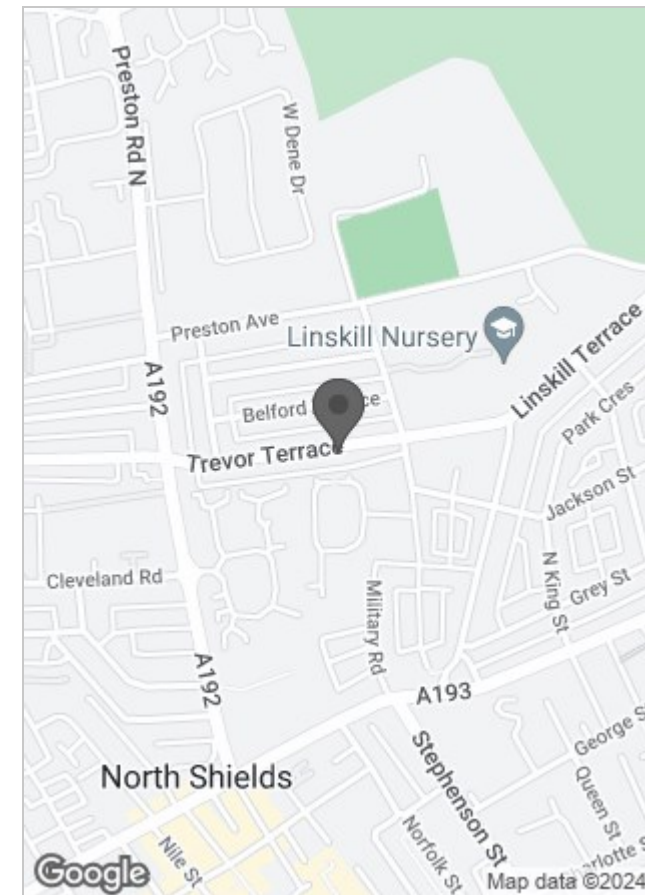 Preston Rd N
W Dene Dr
Preston Ave
Linskill Nursery
Linskill Terrace
A192
Belford
Trevor Terrace
Park Cres
Jackson St
Cleveland Rd
Military Rd
N King St
Grey St
A192
A193
North Shields
Stephenson St
George S
Queen St
Nile St
Norfolk St
arlotte S
Google
Map data ©2024